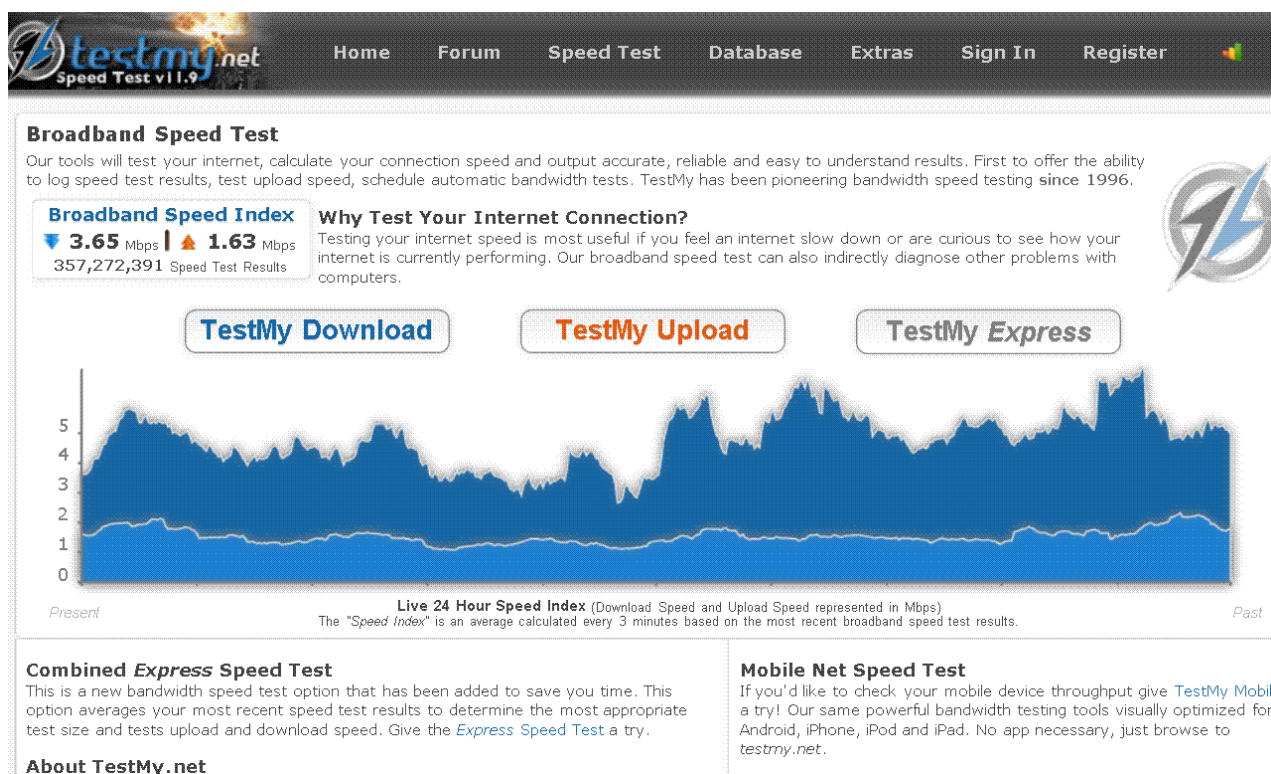 testmy.net
Speed Test v11.9
Home Forum Speed Test Database Extras Sign In Register
Broadband Speed Test
Our tools will test your internet, calculate your connection speed and output accurate, reliable and easy to understand results. First to offer the ability
to log speed test results, test upload speed, schedule automatic bandwidth tests. TestMy has been pioneering bandwidth speed testing since 1996.
Broadband Speed Index
3.65 Mbps 1.63 Mbps
357,272,391 Speed Test Results
Why Test Your Internet Connection?
Testing your internet speed is most useful if you feel an internet slow down or are curious to see how your
internet is currently performing. Our broadband speed test can also indirectly diagnose other problems with
computers.
TestMy Download TestMy Upload TestMy Express
5
4
3
2
1
0
Present
Past
Live 24 Hour Speed Index (Download Speed and Upload Speed represented in Mbps)
The "Speed Index" is an average calculated every 3 minutes based on the most recent broadband speed test results.
Combined Express Speed Test
This is a new bandwidth speed test option that has been added to save you time. This
option averages your most recent speed test results to determine the most appropriate
test size and tests upload and download speed. Give the Express Speed Test a try.
About TestMy.net
Mobile Net Speed Test
If you'd like to check your mobile device throughput give TestMy Mobil
a try! Our same powerful bandwidth testing tools visually optimized for
Android, iPhone, iPod and iPad. No app necessary, just browse to
testmy.net.